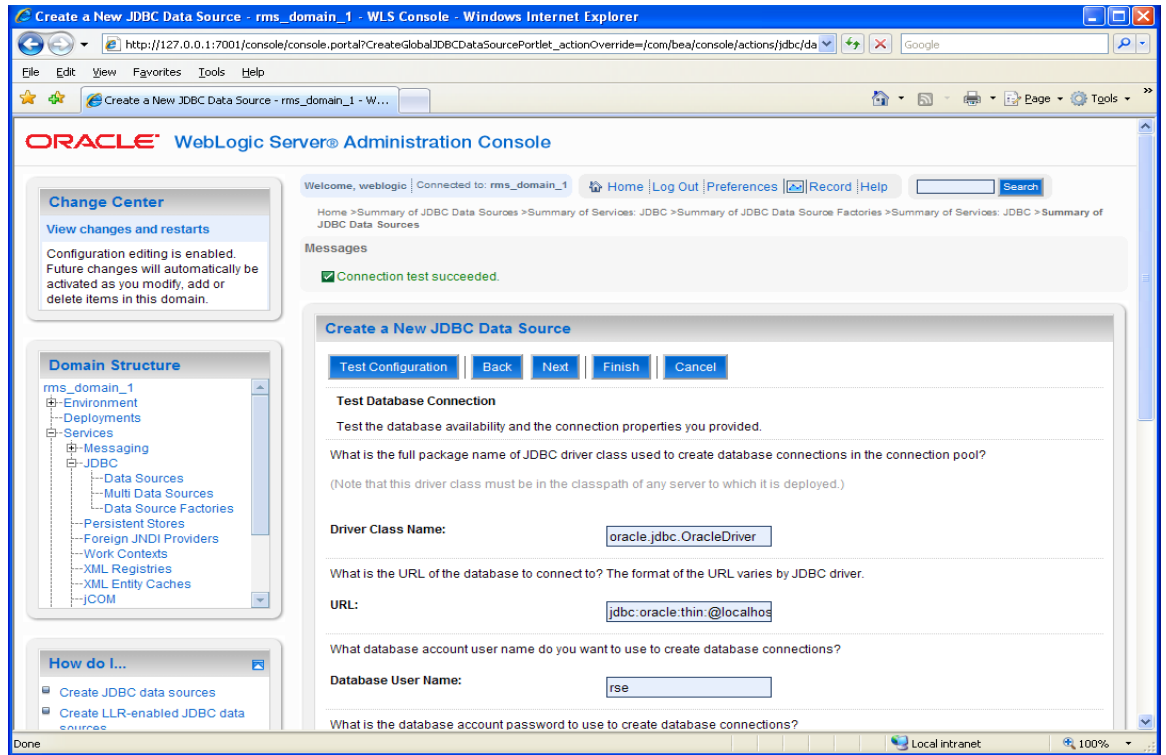 Create a New JDBC Data Source - rms_domain_1 - WLS Console - Windows Internet Explorer
http://127.0.0.1:7001/console/console.portal?CreateGlobalJDBCDataSourcePortlet_actionOverride=/com/bea/console/actions/jdbc/da
Google
File Edit View Favorites Tools Help
Create a New JDBC Data Source - rms_domain_1 - W...
Page Tools »
ORACLE WebLogic Server® Administration Console
Change Center
View changes and restarts
Configuration editing is enabled.
Future changes will automatically be
activated as you modify, add or
delete items in this domain.
Domain Structure
rms_domain_1
Environment
Deployments
Services
Messaging
JDBC
Data Sources
Multi Data Sources
Data Source Factories
Persistent Stores
Foreign JNDI Providers
Work Contexts
XML Registries
XML Entity Caches
jCOM
How do I...
Create JDBC data sources
Create LLR-enabled JDBC data
sources
Welcome, weblogic Connected to: rms_domain_1 Home Log Out Preferences Record Help Search
Home >Summary of JDBC Data Sources >Summary of Services: JDBC >Summary of JDBC Data Source Factories >Summary of Services: JDBC >Summary of
JDBC Data Sources
Messages
Connection test succeeded.
Create a New JDBC Data Source
Test Configuration Back Next Finish Cancel
Test Database Connection
Test the database availability and the connection properties you provided.
What is the full package name of JDBC driver class used to create database connections in the connection pool?
(Note that this driver class must be in the classpath of any server to which it is deployed.)
Driver Class Name: oracle.jdbc.OracleDriver
What is the URL of the database to connect to? The format of the URL varies by JDBC driver.
URL: jdbc:oracle:thin:@localhos
What database account user name do you want to use to create database connections?
Database User Name: rse
What is the database account password to use to create database connections?
Done Local intranet 100%